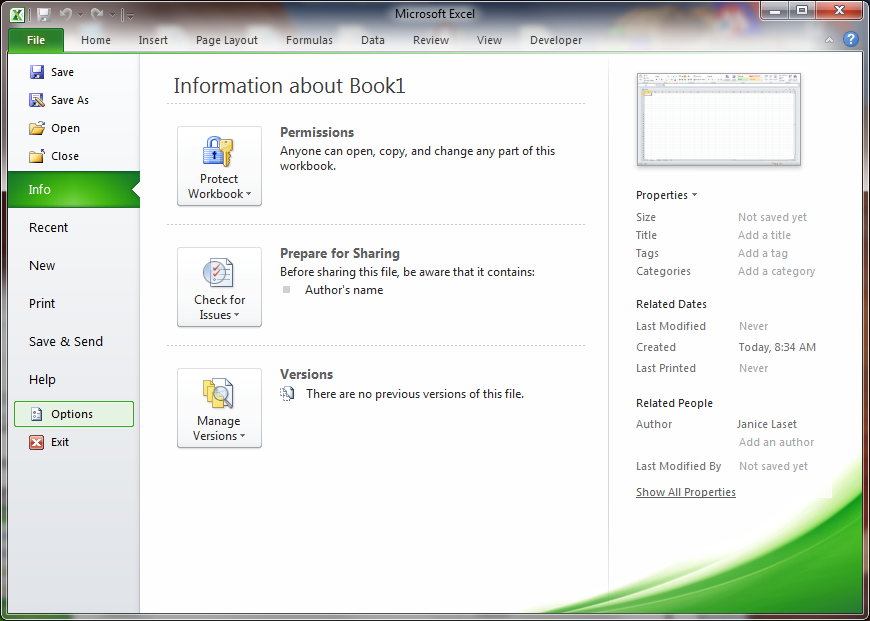 Microsoft Excel
File Home Insert Page Layout Formulas Data Review View Developer
Save
Save As
Open
Close
Info
Recent
New
Print
Save & Send
Help
Options
Exit
Information about Book1
Protect
Workbook
Permissions
Anyone can open, copy, and change any part of this
workbook.
Check for
Issues
Prepare for Sharing
Before sharing this file, be aware that it contains:
Author's name
Manage
Versions
Versions
There are no previous versions of this file.
Properties
Size Not saved yet
Title Add a title
Tags Add a tag
Categories Add a category
Related Dates
Last Modified Never
Created Today, 8:34 AM
Last Printed Never
Related People
Author Janice Laset
Add an author
Last Modified By Not saved yet
Show All Properties